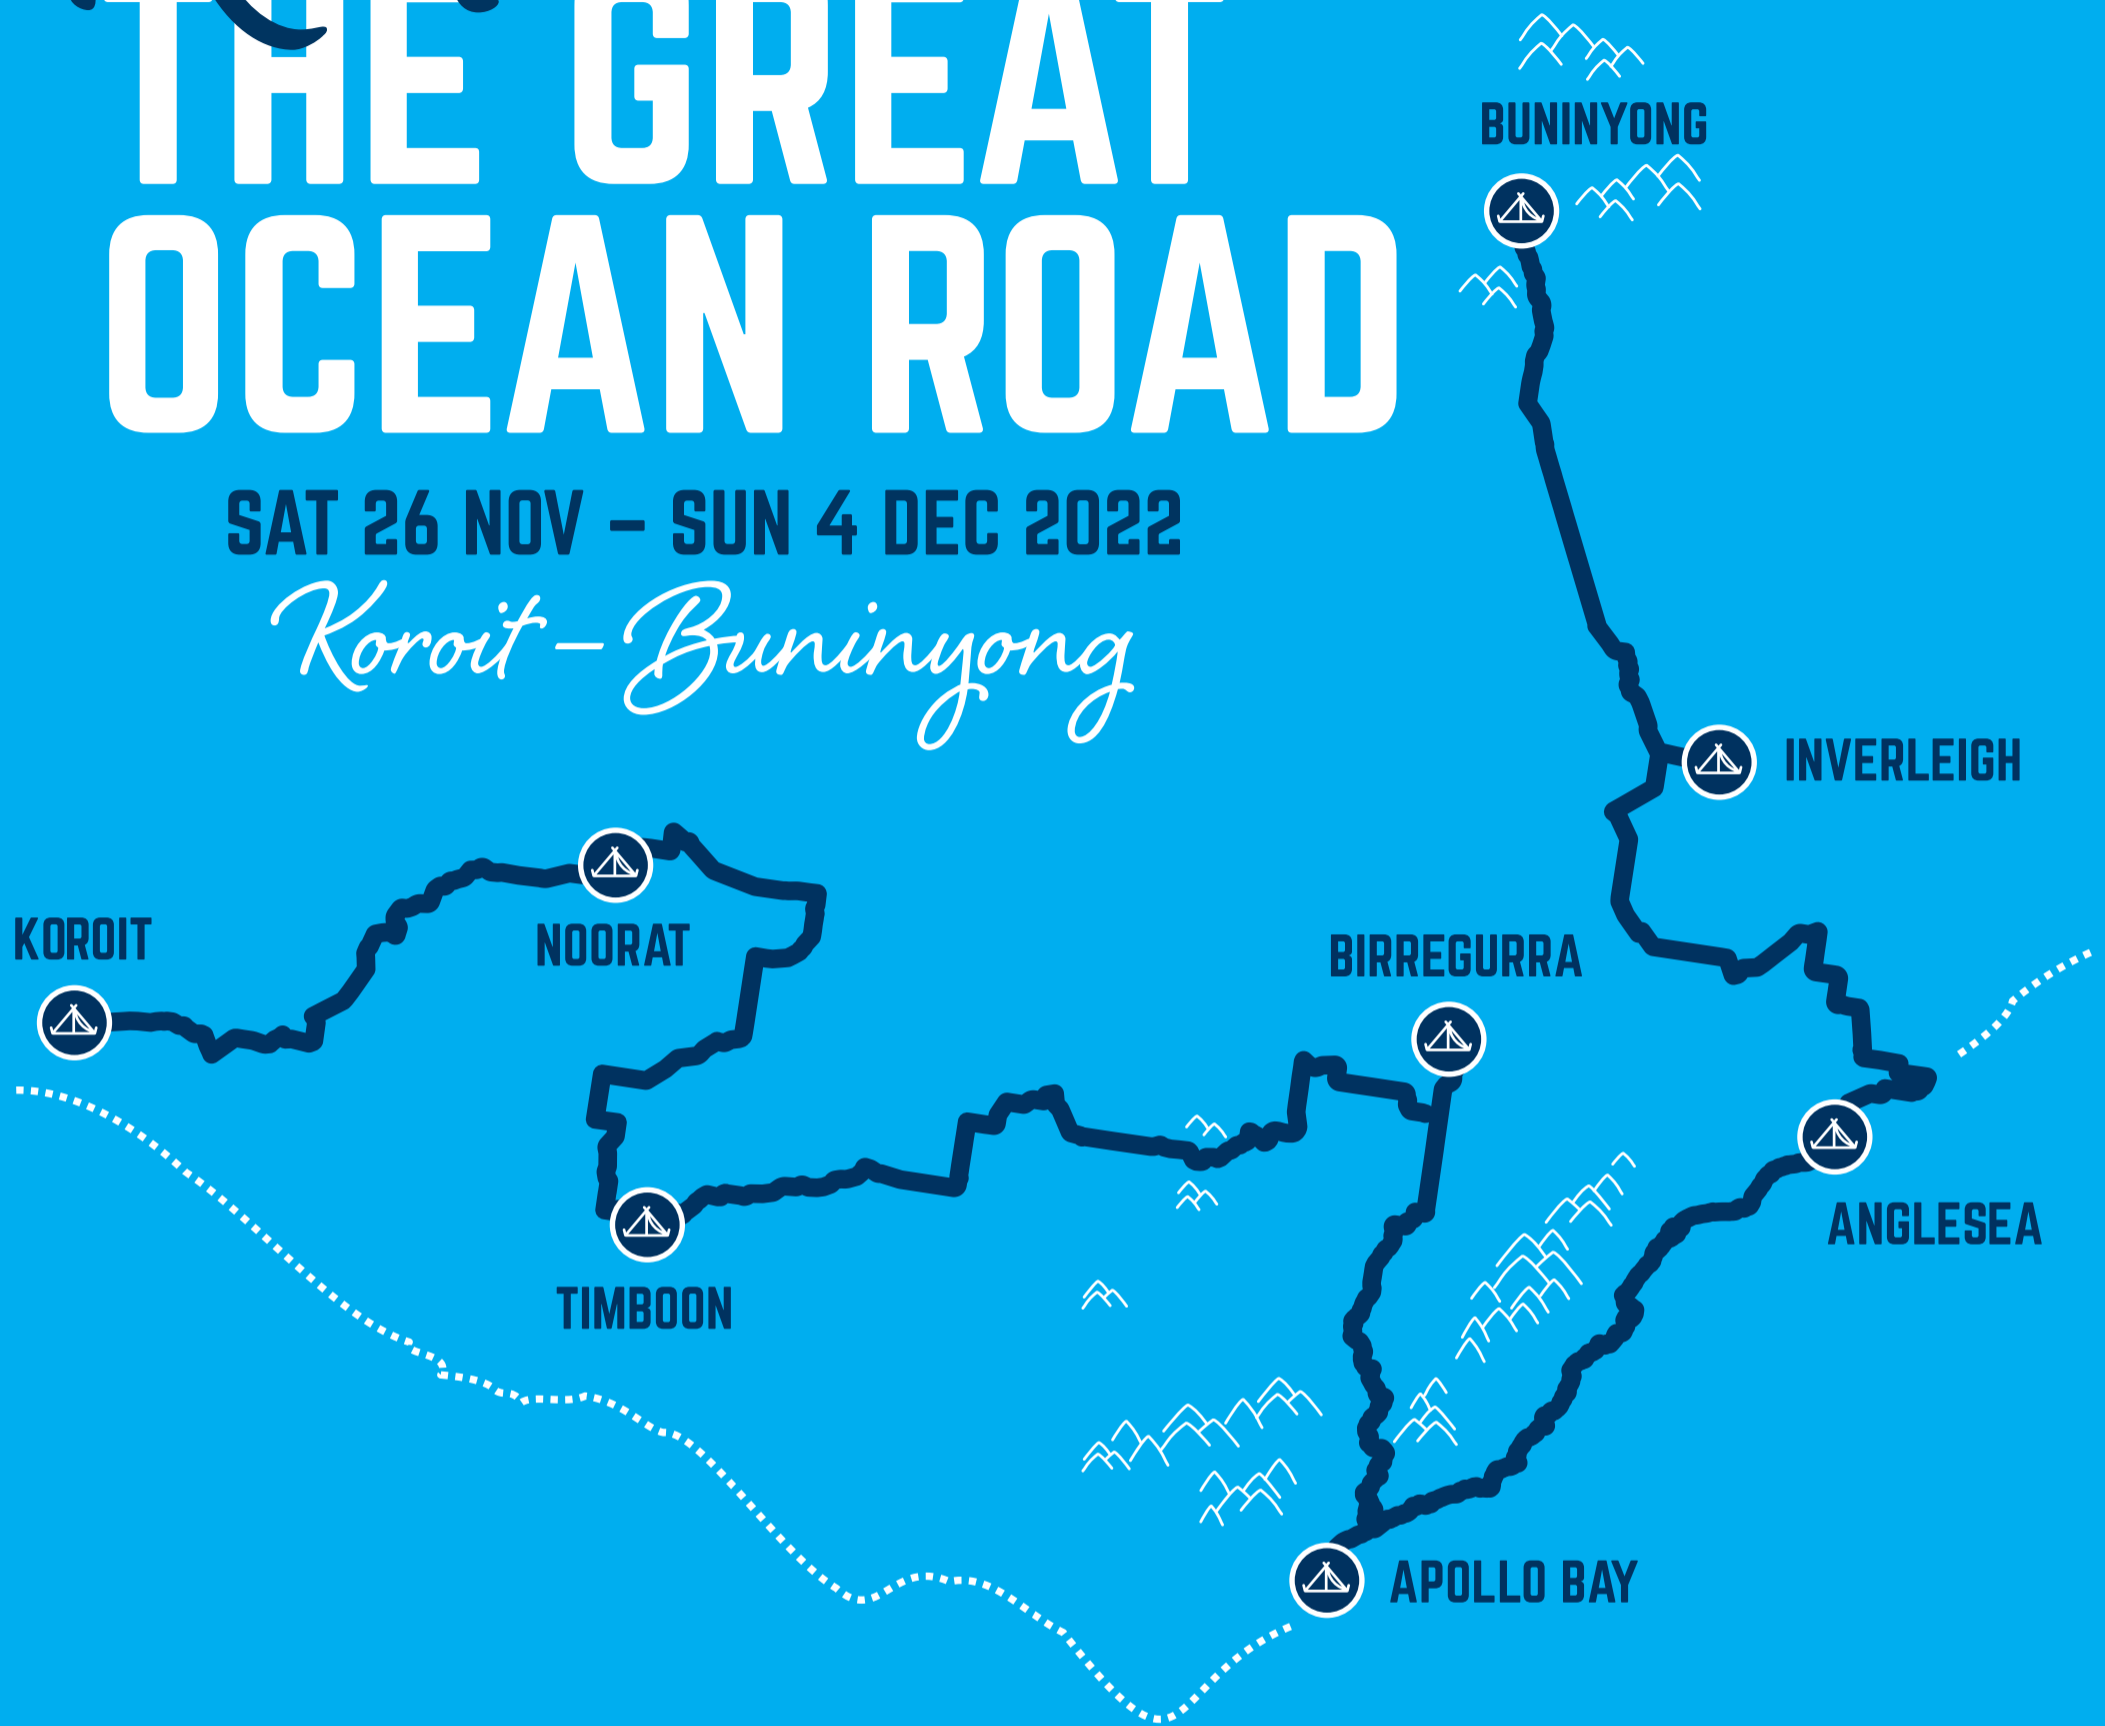 THE GREAT
OCEAN ROAD
SAT 26 NOV – SUN 4 DEC 2022
Koroit – Buninyong
BUNINYONG
INVERLEIGH
KOROIT
NOORAT
BIRREGURRA
ANGLESEA
TIMBOON
APOLLO BAY